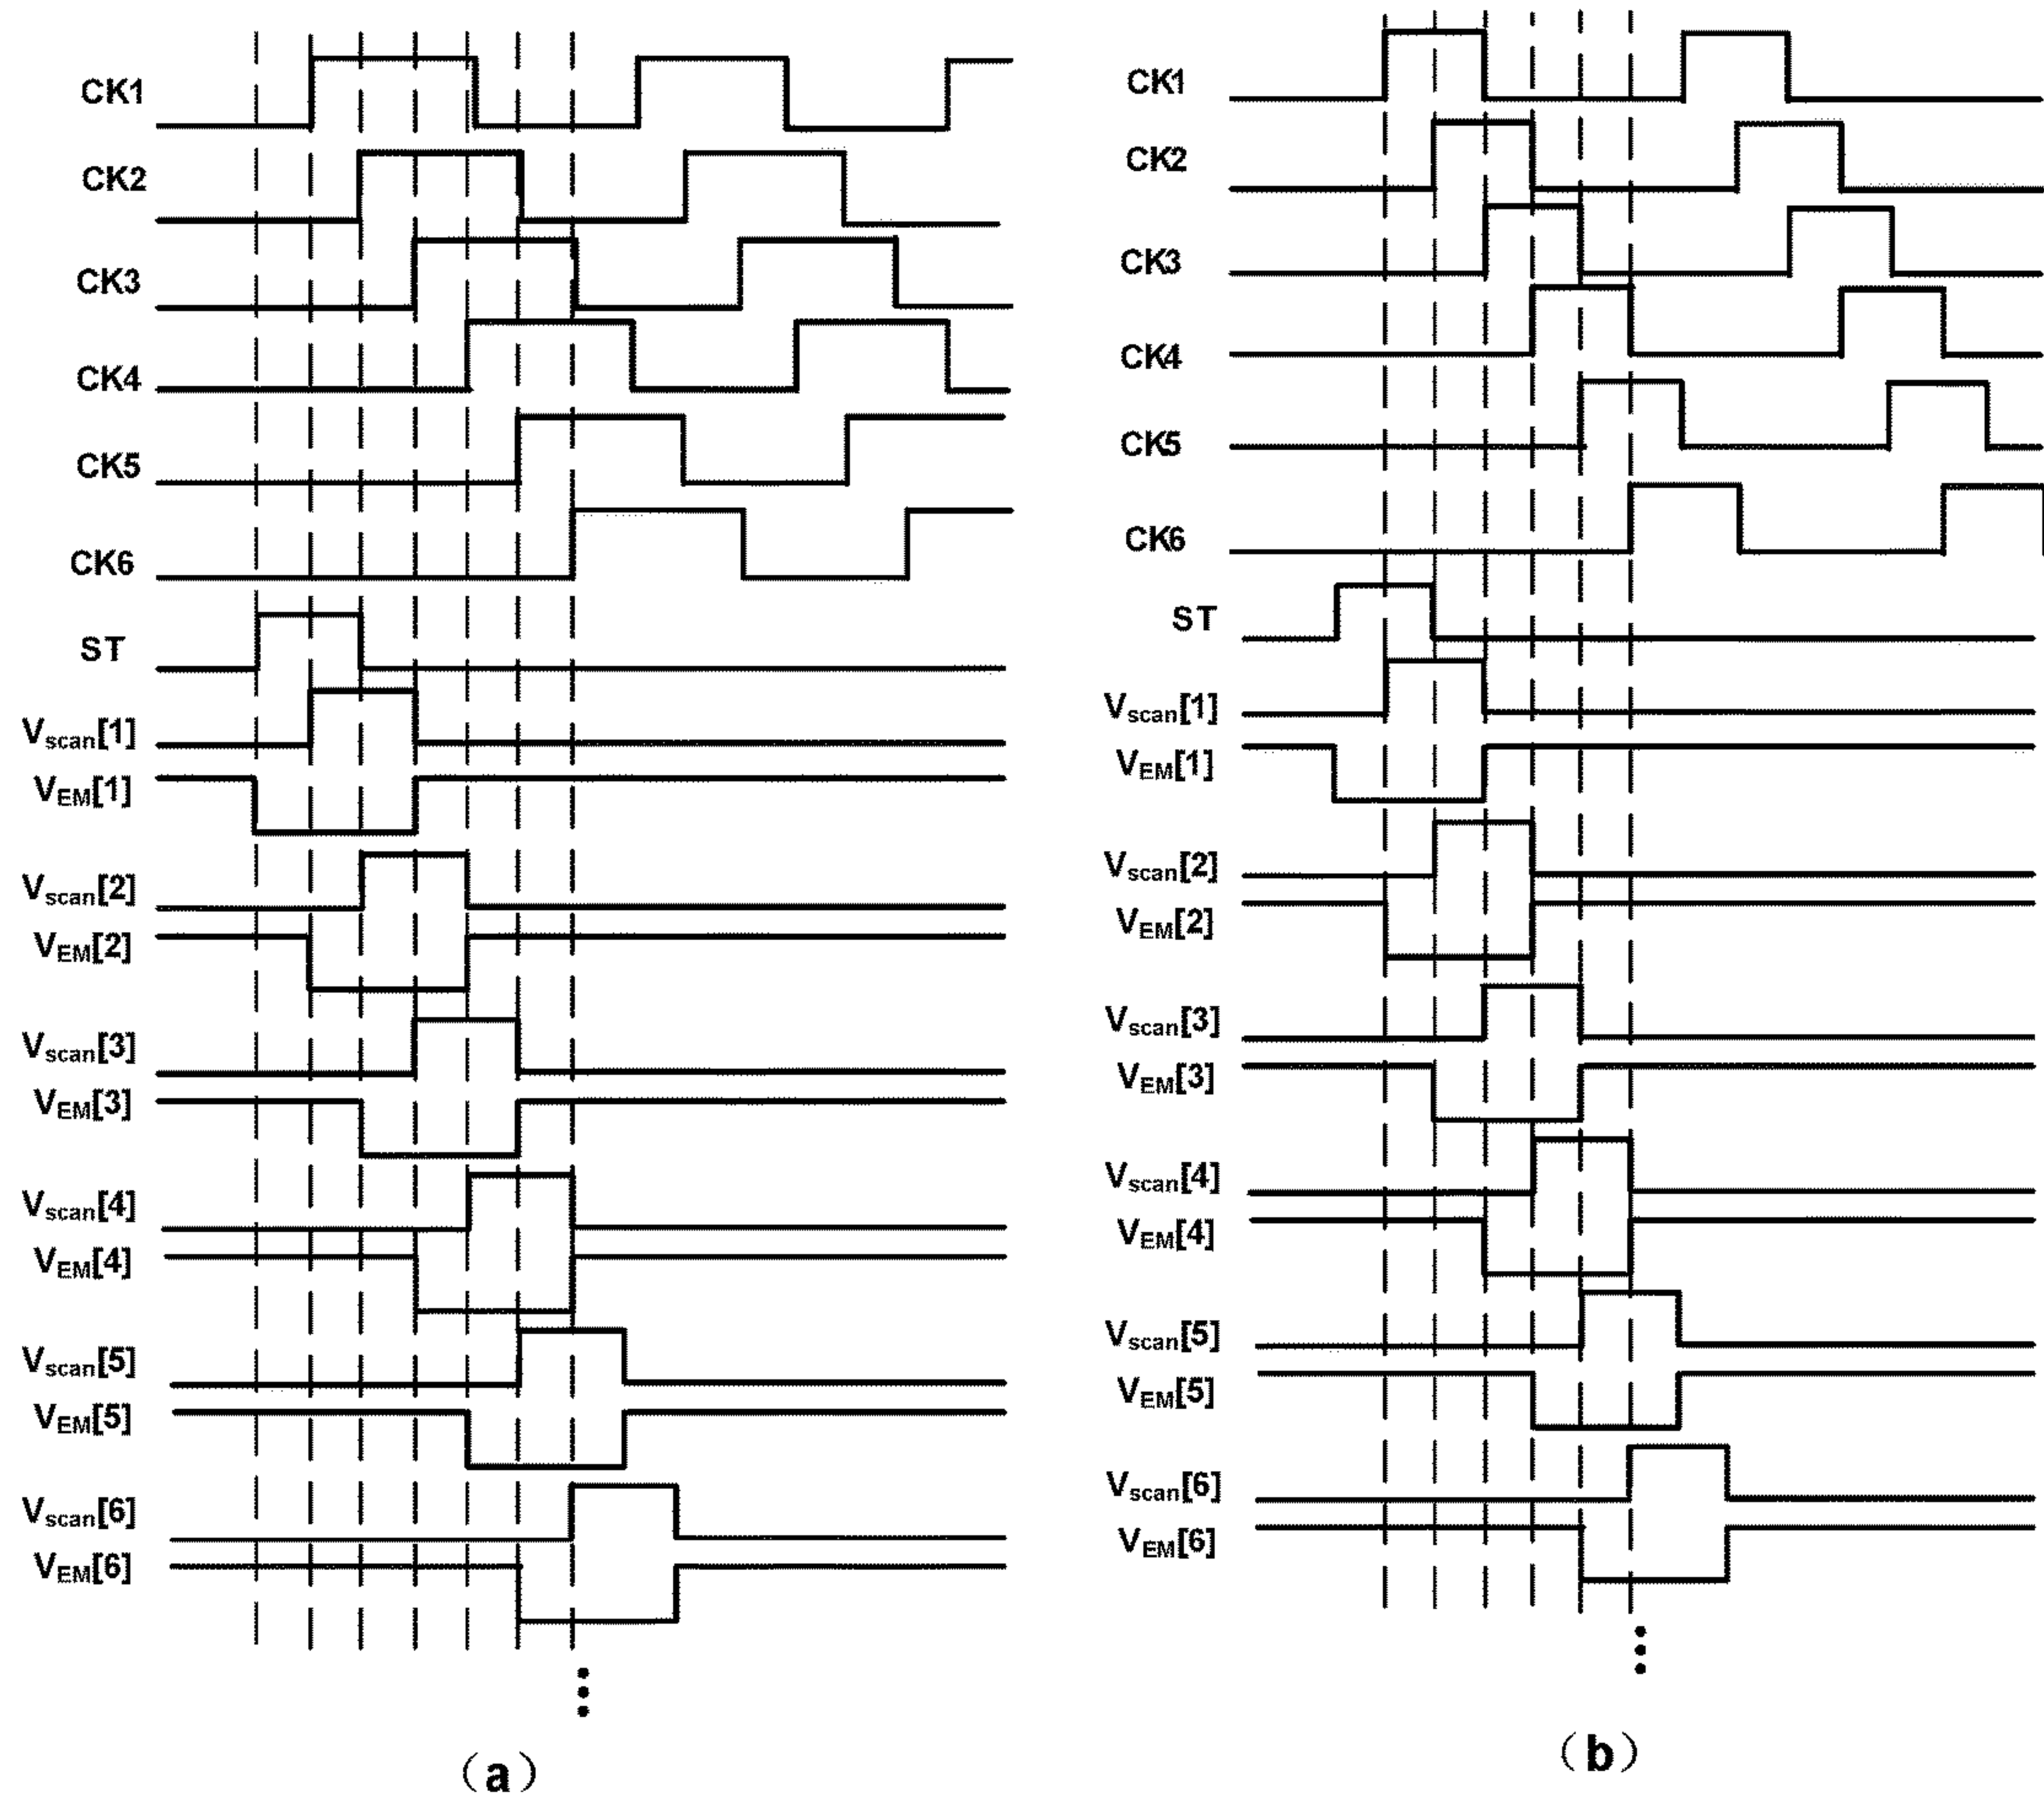 CK1
CK2
CK3
CK4
CK5
CK6
ST
Vscan[1]
VEM[1]
Vscan[2]
VEM[2]
Vscan[3]
VEM[3]
Vscan[4]
VEM[4]
Vscan[5]
VEM[5]
Vscan[6]
VEM[6]
(a)
CK1
CK2
CK3
CK4
CK5
CK6
ST
Vscan[1]
VEM[1]
Vscan[2]
VEM[2]
Vscan[3]
VEM[3]
Vscan[4]
VEM[4]
Vscan[5]
VEM[5]
Vscan[6]
VEM[6]
(b)